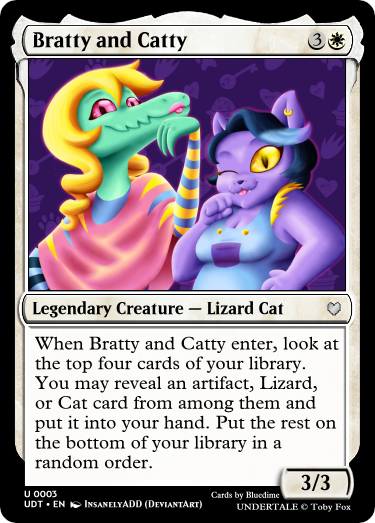 Bratty and Catty 3
Legendary Creature — Lizard Cat
When Bratty and Catty enter, look at
the top four cards of your library.
You may reveal an artifact, Lizard,
or Cat card from among them and
put it into your hand. Put the rest on
the bottom of your library in a
random order.
3/3
U 0003
UDT • EN InsanelyADD (DeviantArt)
Cards by Bluedime
UNDERTALE © Toby Fox